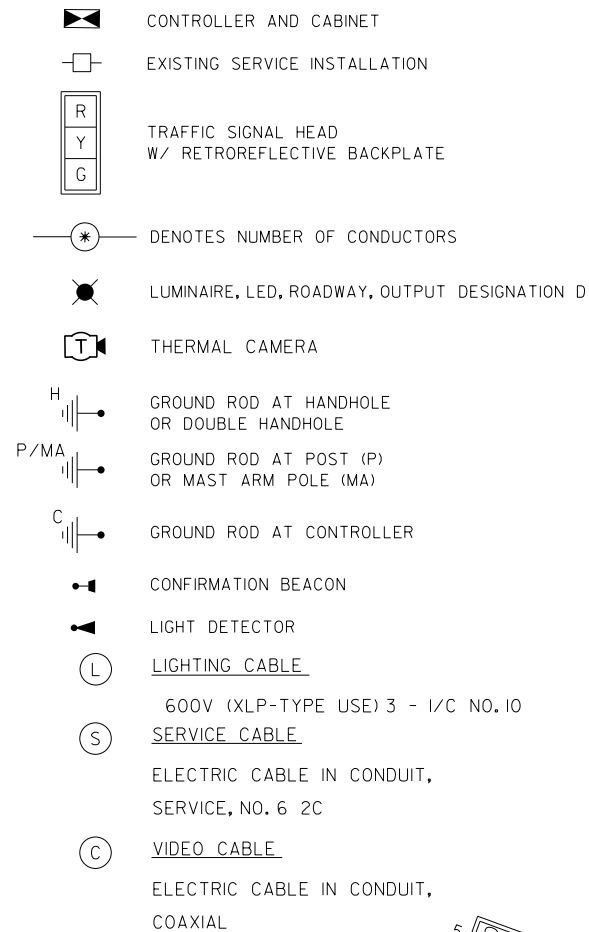 CONTROLLER AND CABINET
EXISTING SERVICE INSTALLATION
R
Y
G
TRAFFIC SIGNAL HEAD
W/ RETROREFLECTIVE BACKPLATE
* DENOTES NUMBER OF CONDUCTORS
LUMINAIRE, LED, ROADWAY, OUTPUT DESIGNATION D
T THERMAL CAMERA
H
GROUND ROD AT HANDHOLE
OR DOUBLE HANDHOLE
P/MA
GROUND ROD AT POST (P)
OR MAST ARM POLE (MA)
C
GROUND ROD AT CONTROLLER
CONFIRMATION BEACON
LIGHT DETECTOR
L LIGHTING CABLE
600V (XLP-TYPE USE) 3 - 1/C NO. 10
S SERVICE CABLE
ELECTRIC CABLE IN CONDUIT,
SERVICE, NO. 6 2C
C VIDEO CABLE
ELECTRIC CABLE IN CONDUIT,
COAXIAL
5